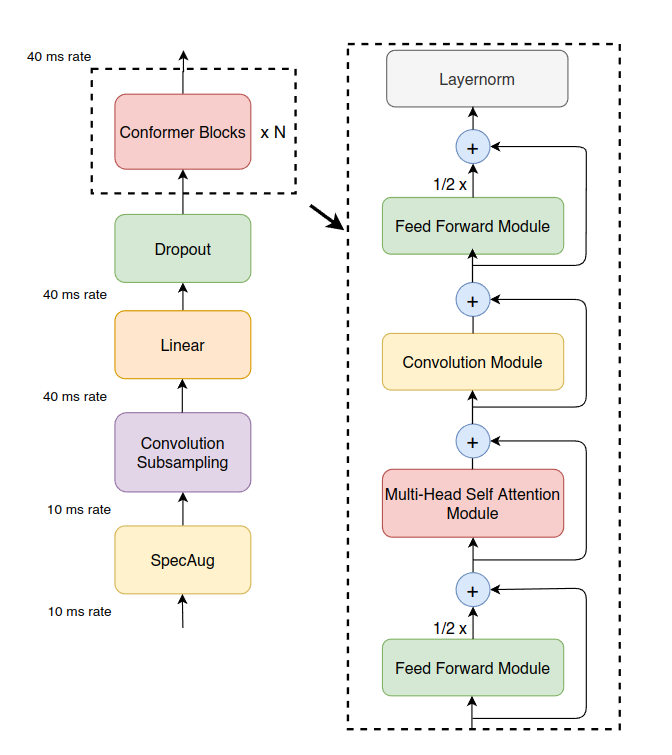 40 ms rate
Conformer Blocks
x N
Dropout
40 ms rate
Linear
40 ms rate
Convolution
Subsampling
10 ms rate
SpecAug
10 ms rate
Layernorm
+
1/2 x
Feed Forward Module
+
Convolution Module
+
Multi-Head Self Attention
Module
+
1/2 x
Feed Forward Module